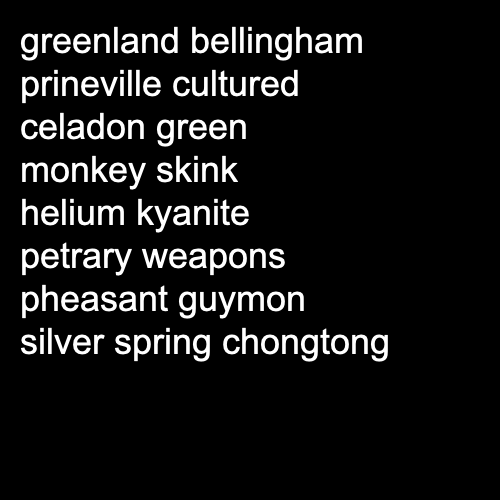 greenland bellingham
prineville cultured
celadon green
monkey skink
helium kyanite
petrary weapons
pheasant guymon
silver spring chongtong